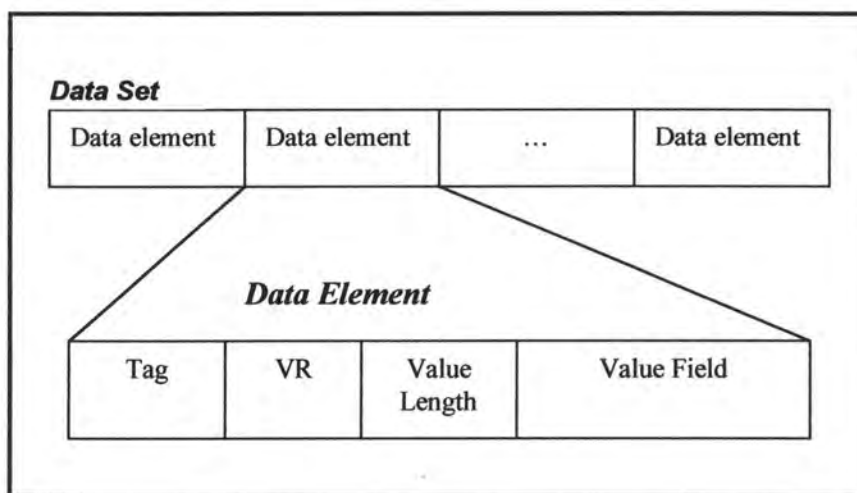 Data Set
Data element Data element ... Data element
Data Element
Tag VR Value Length Value Field